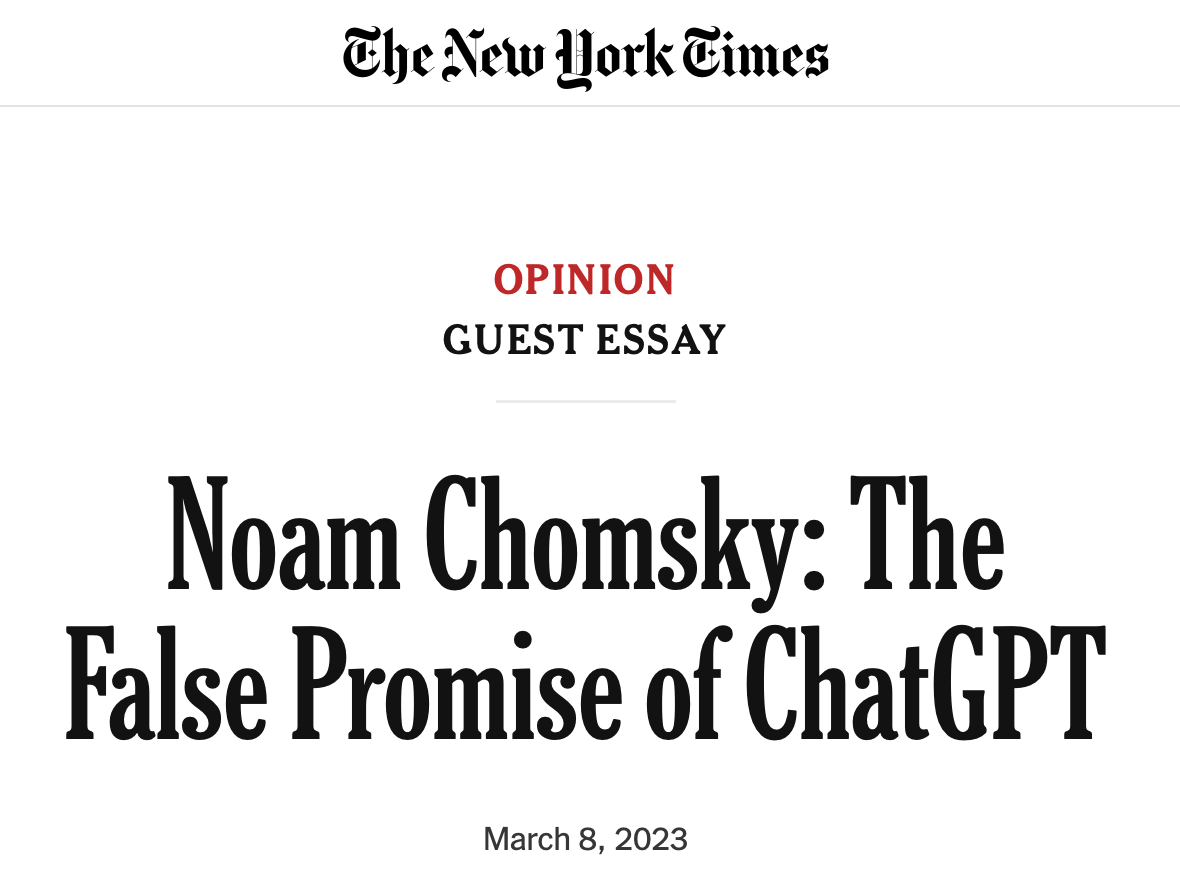 The New York Times
OPINION
GUEST ESSAY
Noam Chomsky: The
False Promise of ChatGPT
March 8, 2023